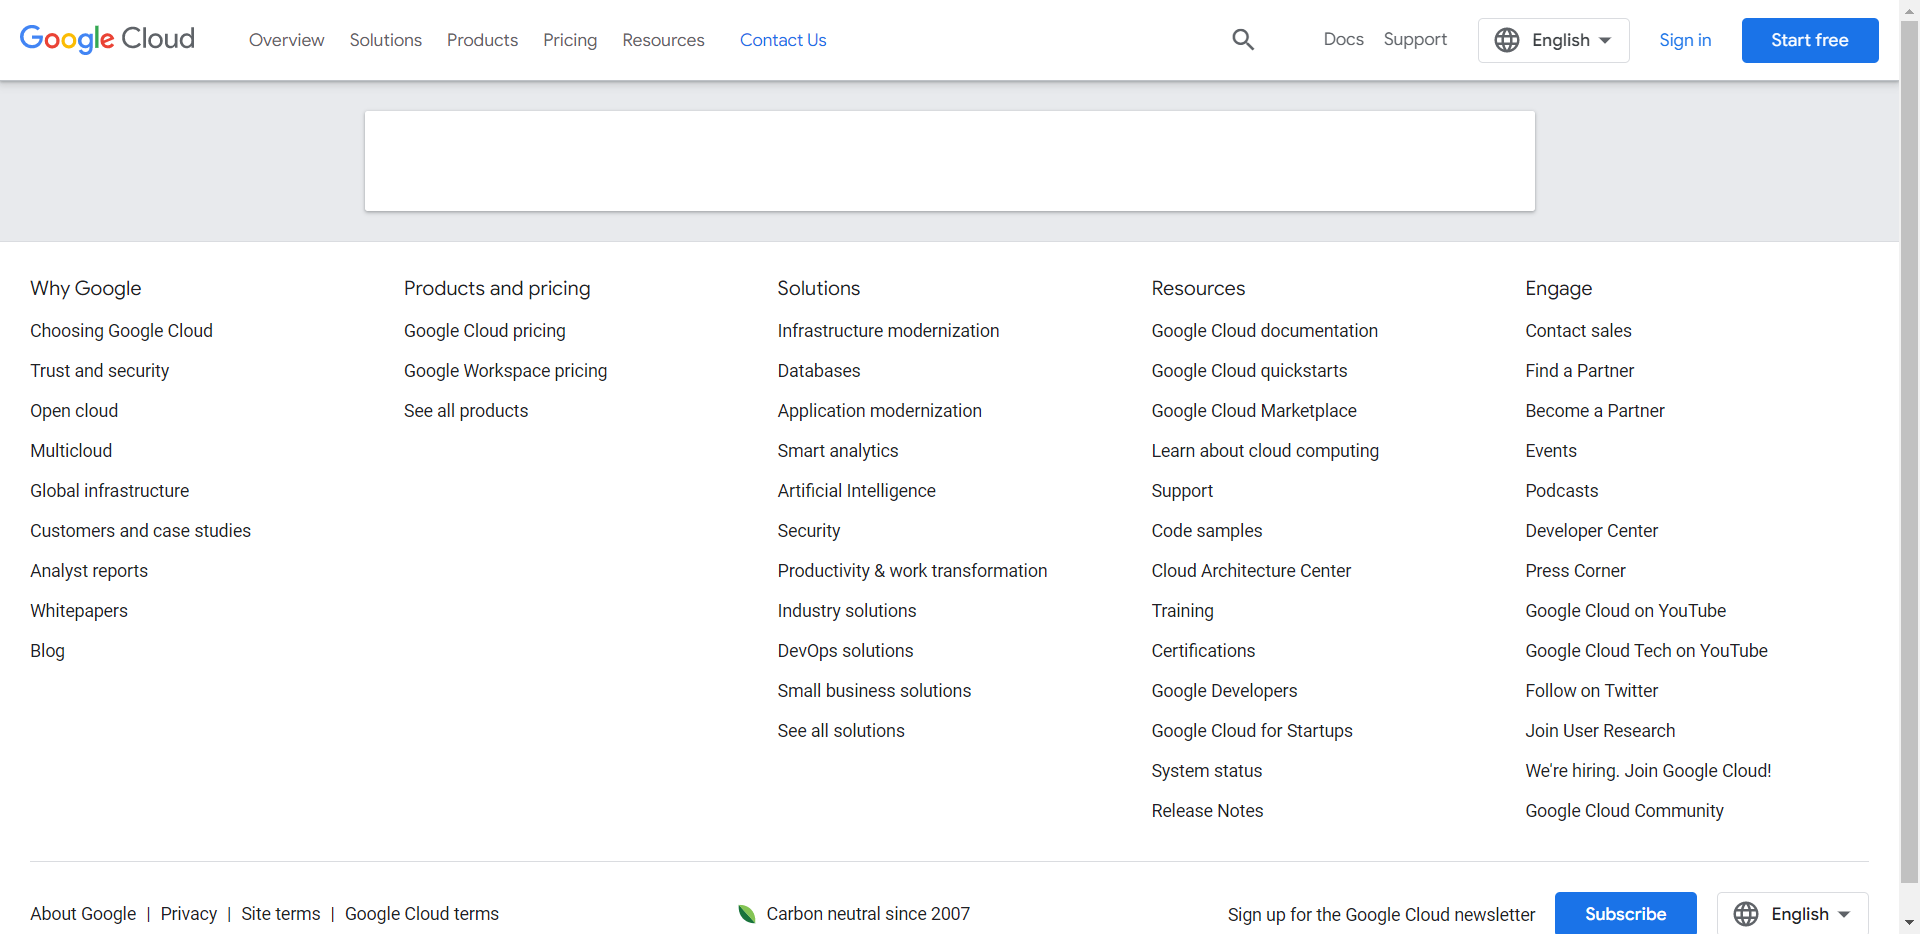 Google Cloud Overview Solutions Products Pricing Resources Contact Us Docs Support English Sign in Start free
Why Google
Choosing Google Cloud
Trust and security
Open cloud
Multicloud
Global infrastructure
Customers and case studies
Analyst reports
Whitepapers
Blog
Products and pricing
Google Cloud pricing
Google Workspace pricing
See all products
Solutions
Infrastructure modernization
Databases
Application modernization
Smart analytics
Artificial Intelligence
Security
Productivity & work transformation
Industry solutions
DevOps solutions
Small business solutions
See all solutions
Resources
Google Cloud documentation
Google Cloud quickstarts
Google Cloud Marketplace
Learn about cloud computing
Support
Code samples
Cloud Architecture Center
Training
Certifications
Google Developers
Google Cloud for Startups
System status
Release Notes
Engage
Contact sales
Find a Partner
Become a Partner
Events
Podcasts
Developer Center
Press Corner
Google Cloud on YouTube
Google Cloud Tech on YouTube
Follow on Twitter
Join User Research
We're hiring. Join Google Cloud!
Google Cloud Community
About Google | Privacy | Site terms | Google Cloud terms Carbon neutral since 2007 Sign up for the Google Cloud newsletter Subscribe English